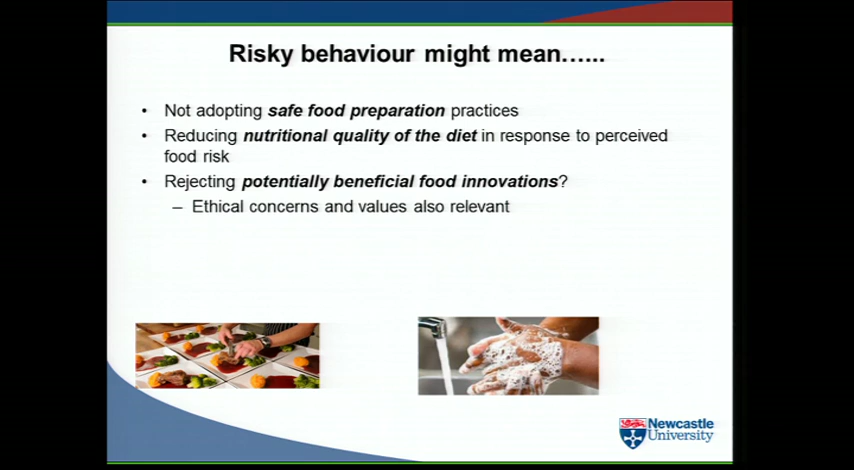 Risky behaviour might mean…...
• Not adopting safe food preparation practices
• Reducing nutritional quality of the diet in response to perceived
food risk
• Rejecting potentially beneficial food innovations?
– Ethical concerns and values also relevant
Newcastle
University